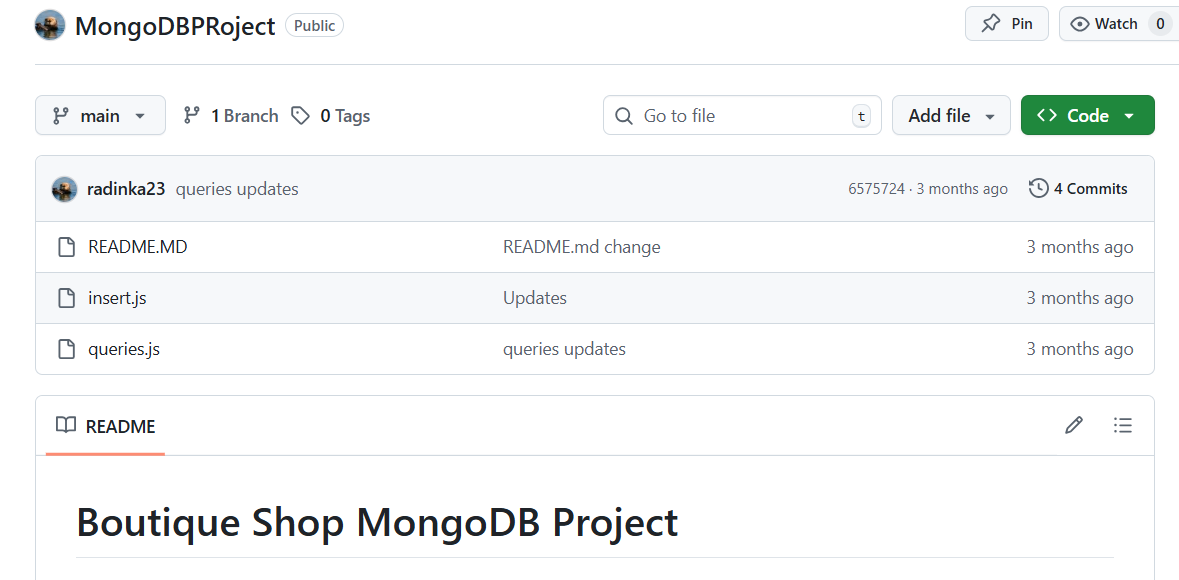 MongoDBPRoject Public Pin Watch 0
main 1 Branch 0 Tags Go to file t Add file Code
radinka23 queries updates 6575724 · 3 months ago 4 Commits
README.MD README.md change 3 months ago
insert.js Updates 3 months ago
queries.js queries updates 3 months ago
README
Boutique Shop MongoDB Project